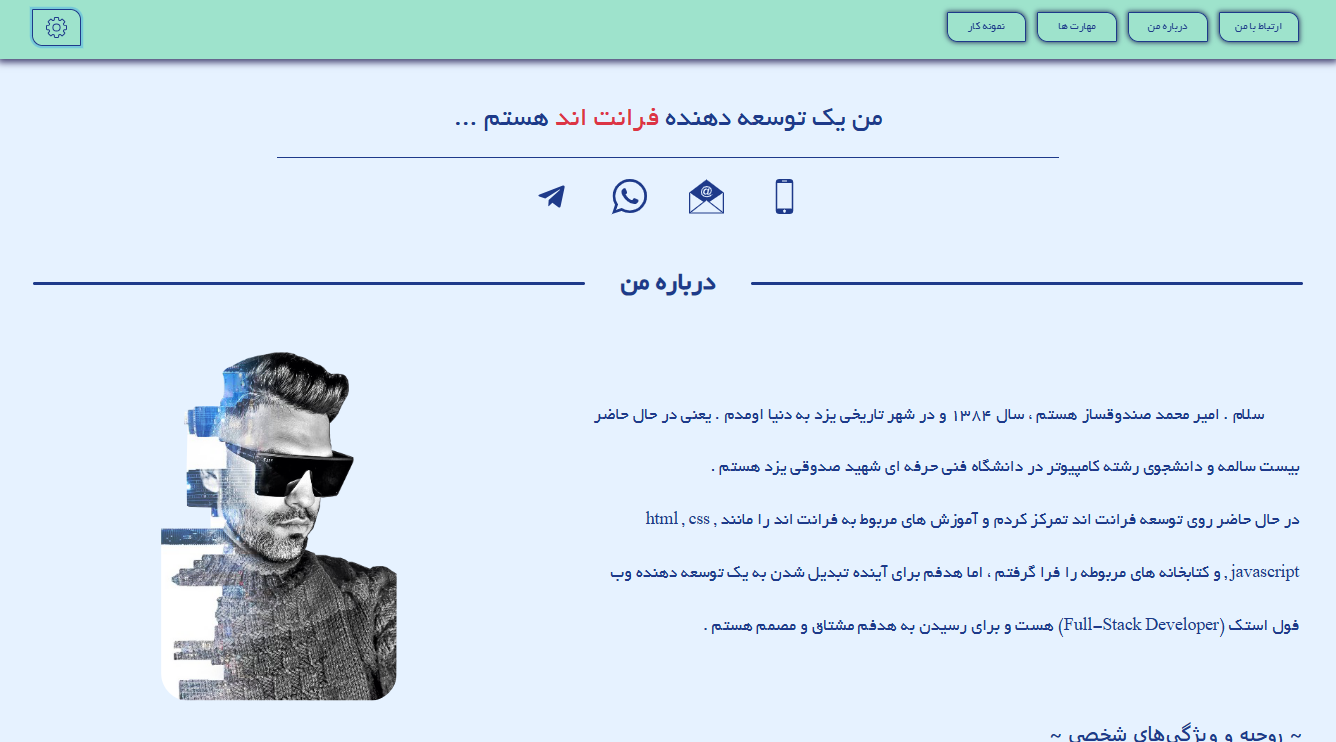 ارتباط با من
درباره من
مهارت ها
نمونه کار
من یک توسعه دهنده فرانت اند هستم ...
@
درباره من
سلام . امیر محمد صندوقساز هستم ، سال ۱۳۸۴ و در شهر تاریخی یزد به دنیا اومدم . یعنی در حال حاضر
بیست سالمه و دانشجوی رشته کامپیوتر در دانشگاه فنی حرفه ای شهید صدوقی یزد هستم .
در حال حاضر روی توسعه فرانت اند تمرکز کردم و آموزش های مربوط به فرانت اند را مانند html , css ,
javascript , و کتابخانه های مربوطه را فرا گرفتم ، اما هدفم برای آینده تبدیل شدن به یک توسعه دهنده وب
فول استک (Full-Stack Developer) هست و برای رسیدن به هدفم مشتاق و مصمم هستم .
~ روحیه و ویژگی‌های شخصی ~